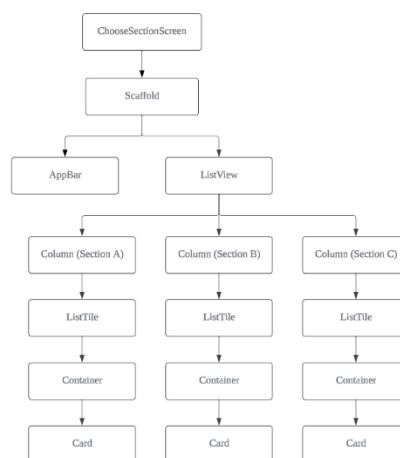 ChooseSectionScreen
Scaffold
AppBar
ListView
Column (Section A)
Column (Section B)
Column (Section C)
ListTile
ListTile
ListTile
Container
Container
Container
Card
Card
Card